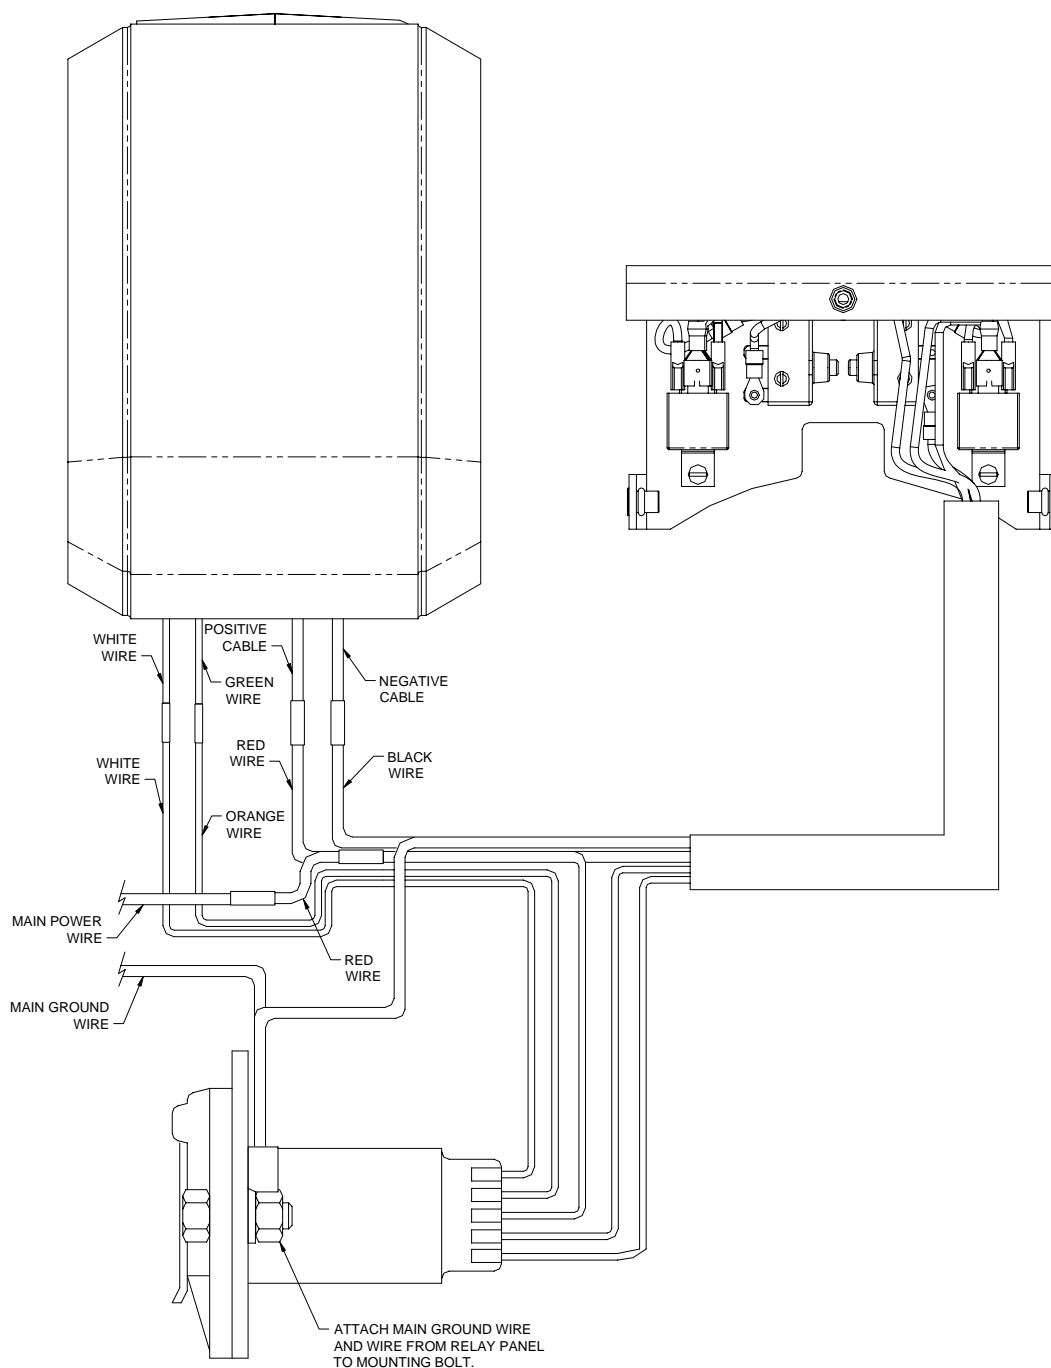 WHITE
WIRE
POSITIVE
CABLE
GREEN
WIRE
NEGATIVE
CABLE
WHITE
WIRE
RED
WIRE
BLACK
WIRE
ORANGE
WIRE
MAIN POWER
WIRE
RED
WIRE
MAIN GROUND
WIRE
ATTACH MAIN GROUND WIRE
AND WIRE FROM RELAY PANEL
TO MOUNTING BOLT.